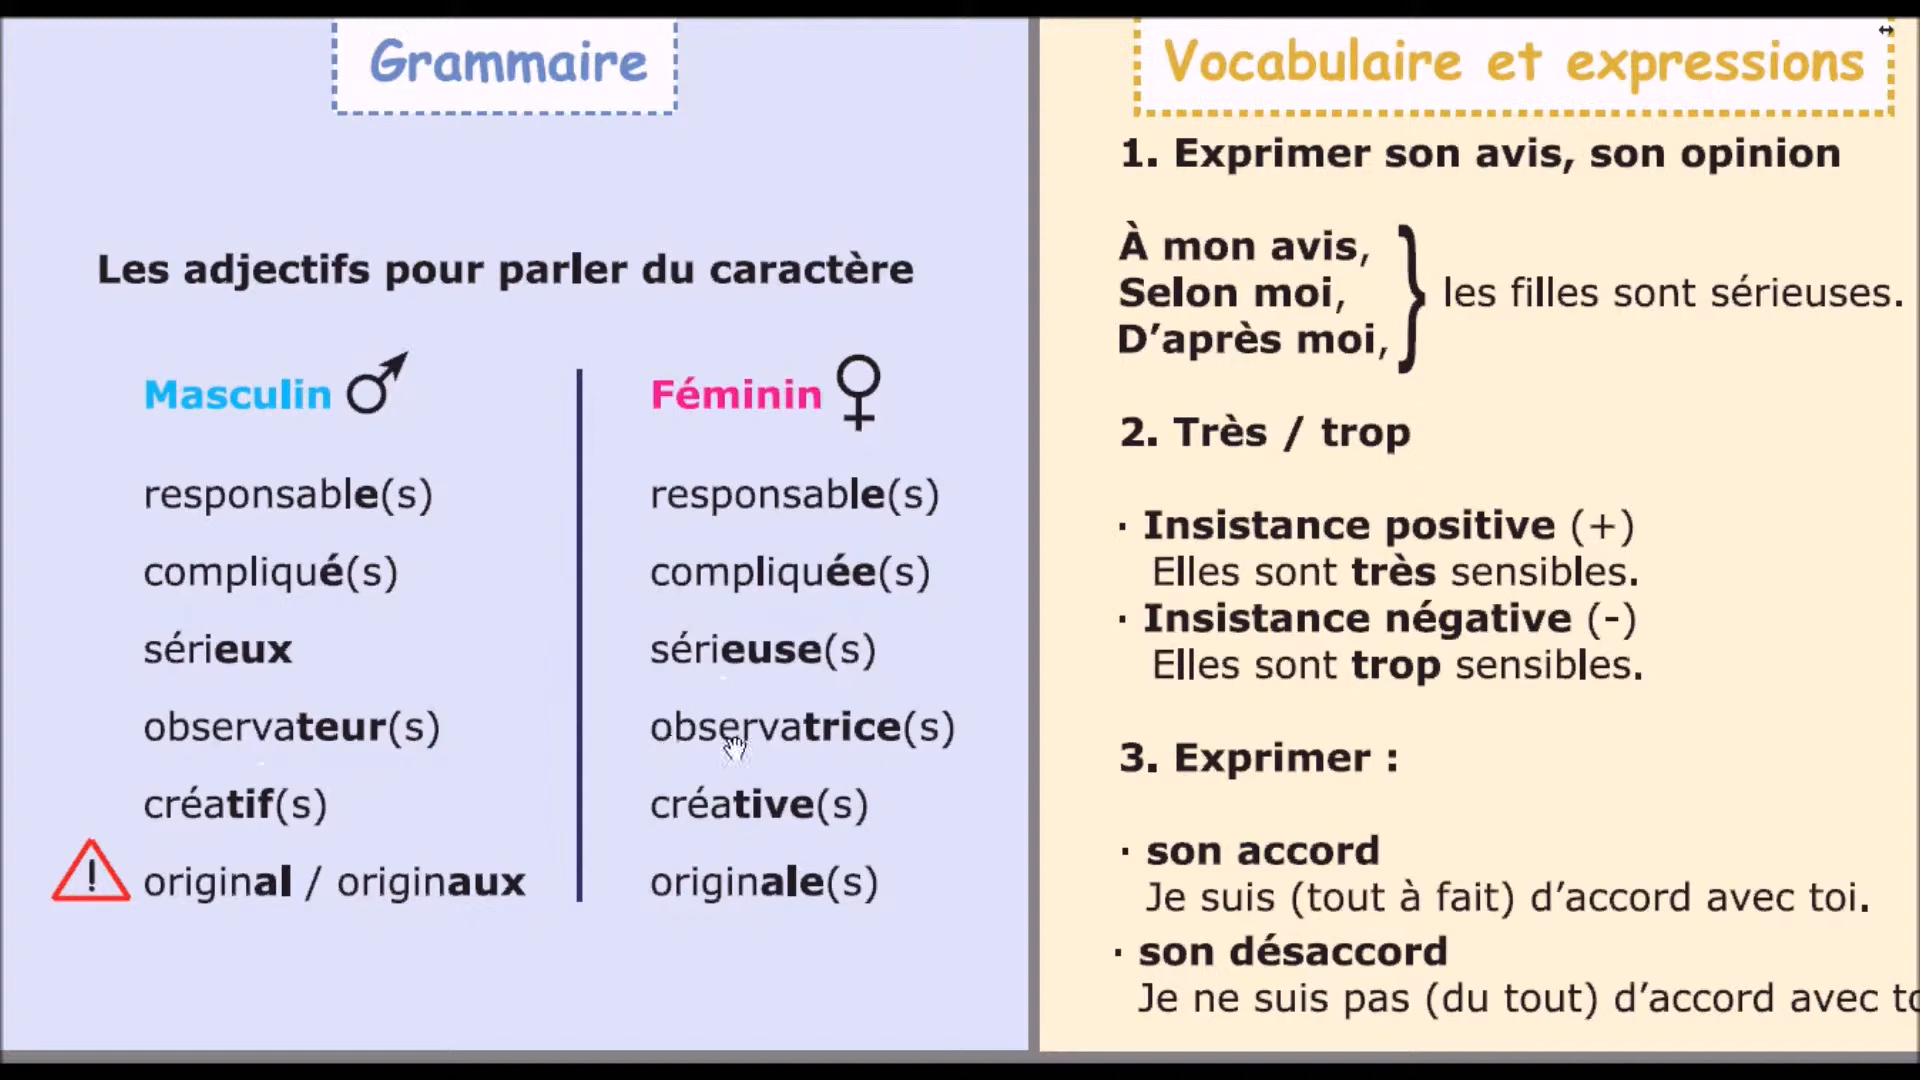 Grammaire
Les adjectifs pour parler du caractère
Masculin
Féminin
responsable(s)
responsable(s)
compliqué(s)
compliquée(s)
sérieux
sérieuse(s)
observateur(s)
observatrice(s)
créatif(s)
créative(s)
original / originaux
originale(s)
Vocabulaire et expressions
1. Exprimer son avis, son opinion
À mon avis,
Selon moi,
D'après moi,
les filles sont sérieuses.
2. Très / trop
· Insistance positive (+)
Elles sont très sensibles.
· Insistance négative (-)
Elles sont trop sensibles.
3. Exprimer :
· son accord
Je suis (tout à fait) d'accord avec toi.
· son désaccord
Je ne suis pas (du tout) d'accord avec